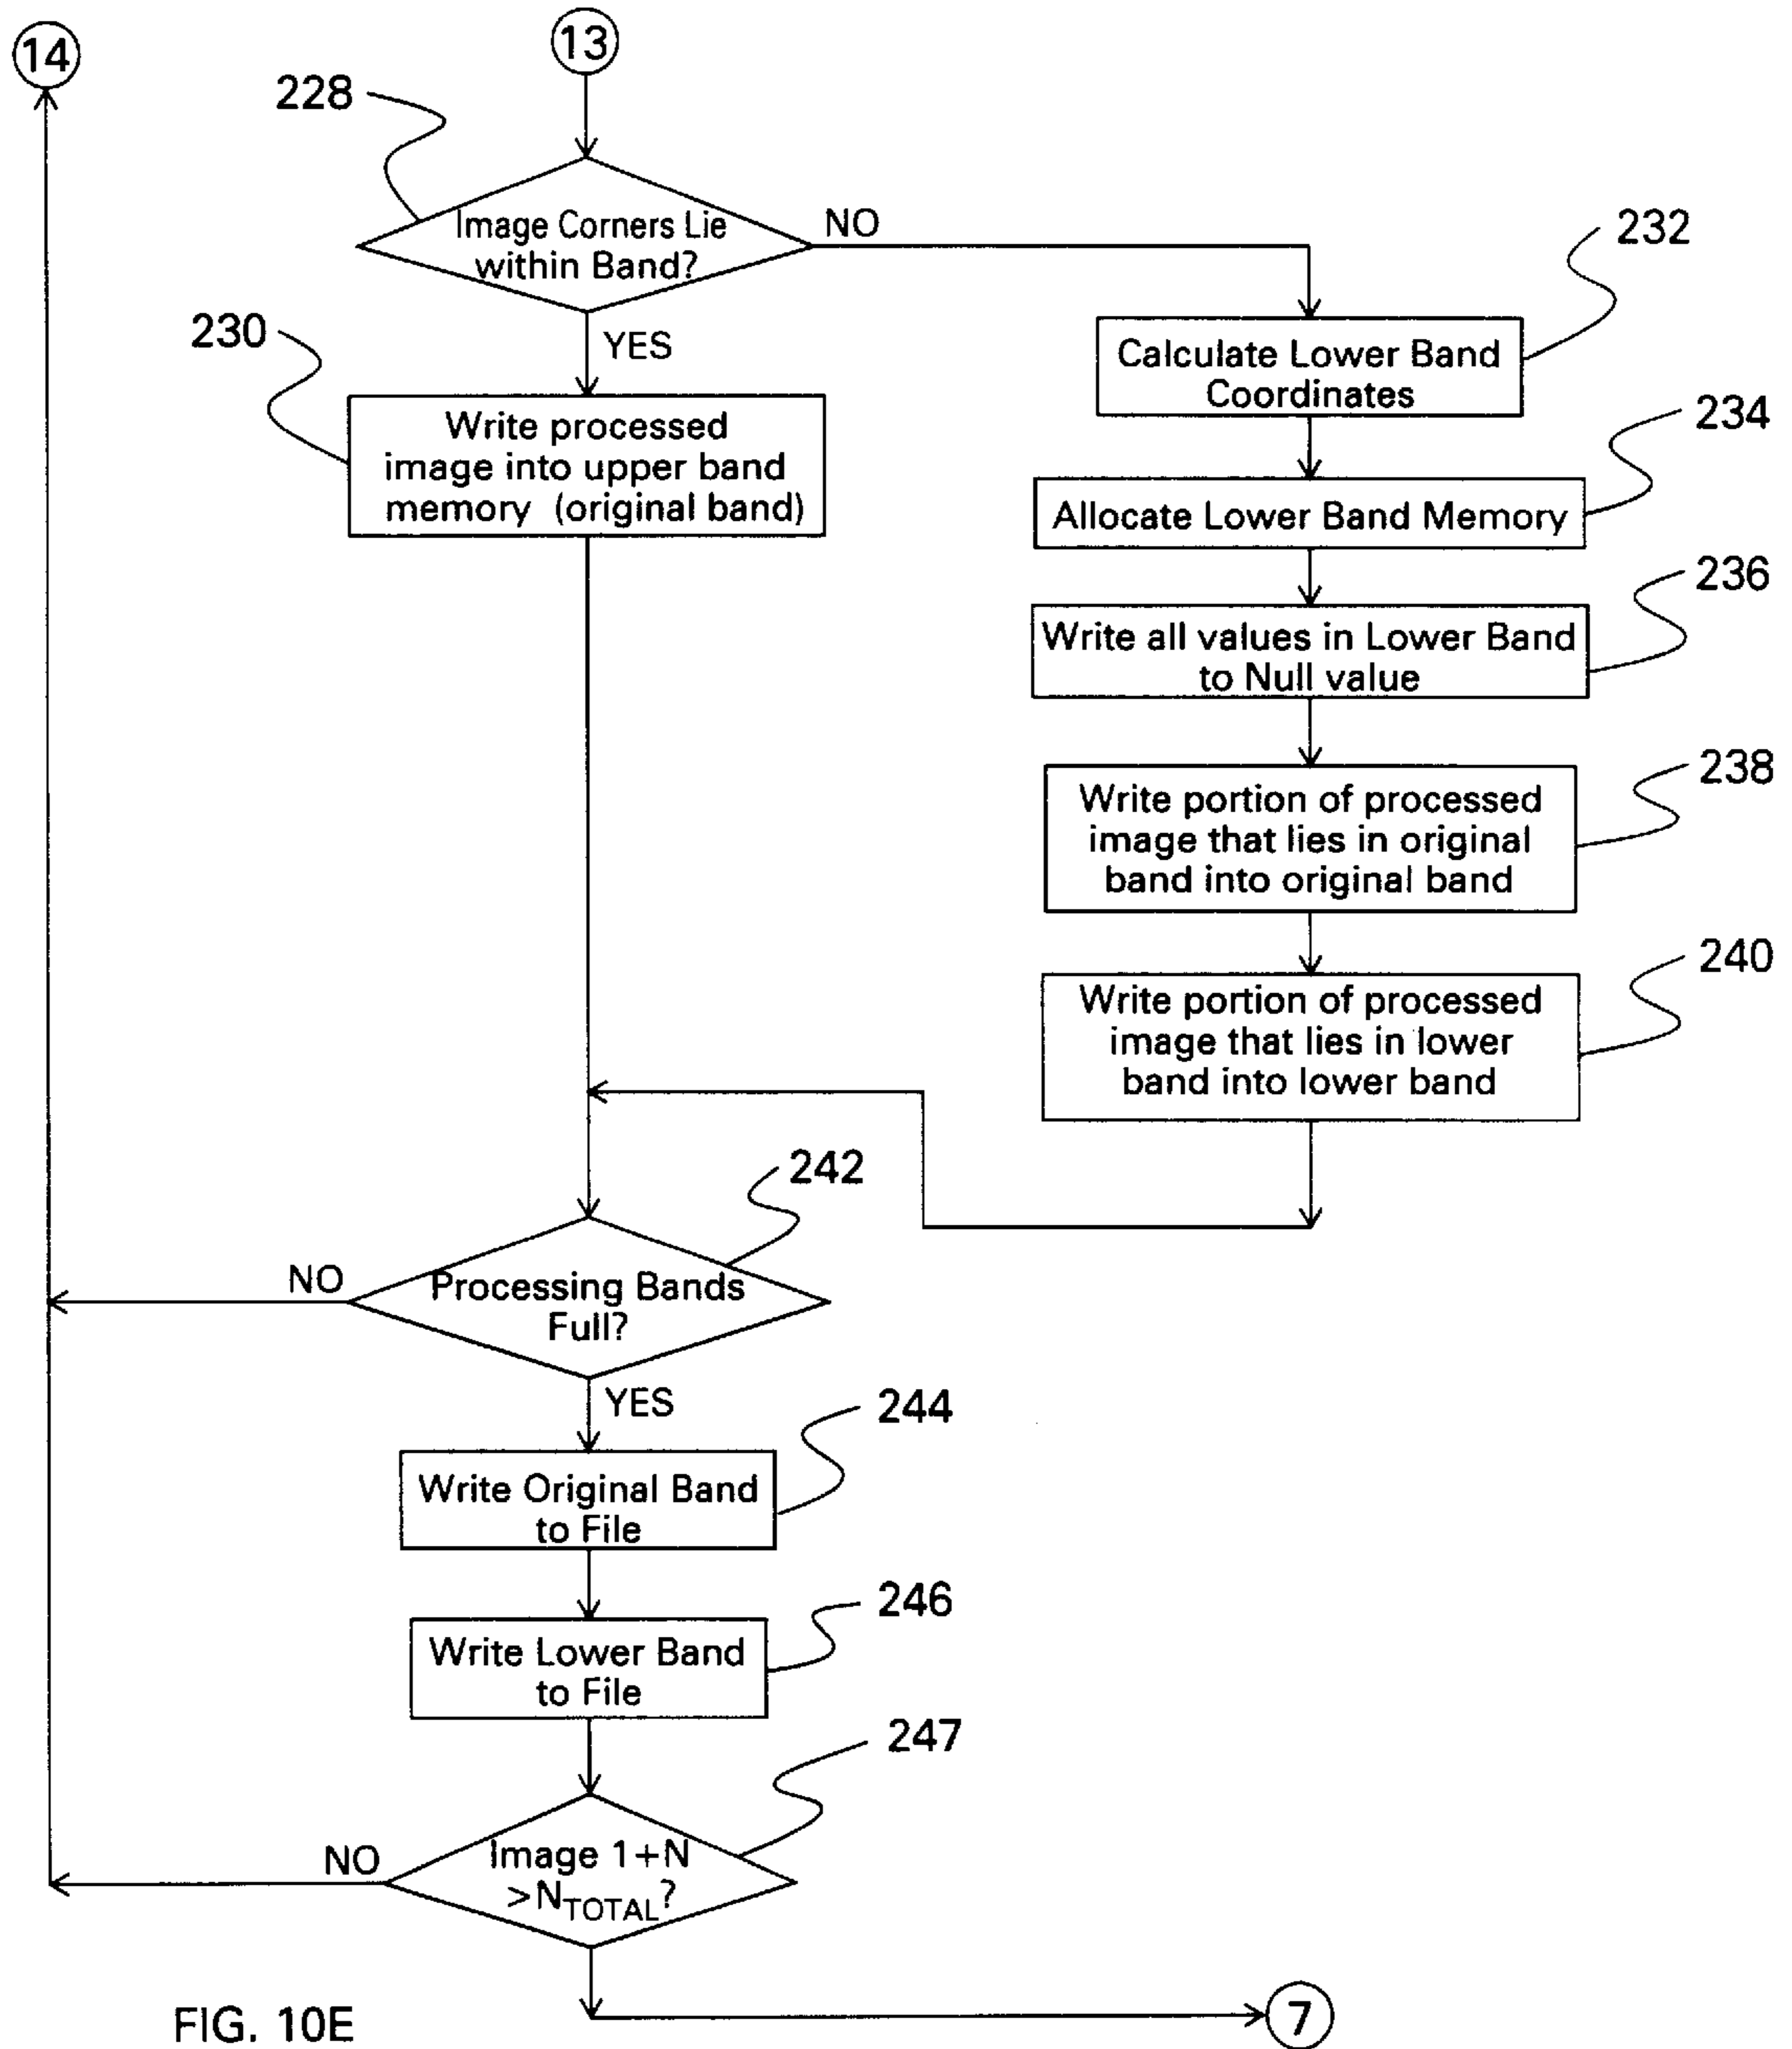 14
13
228
Image Corners Lie
within Band?
NO
232
230
YES
Calculate Lower Band
Coordinates
Write processed
image into upper band
memory (original band)
234
Allocate Lower Band Memory
236
Write all values in Lower Band
to Null value
238
Write portion of processed
image that lies in original
band into original band
240
Write portion of processed
image that lies in lower
band into lower band
242
NO
Processing Bands
Full?
YES
244
Write Original Band
to File
246
Write Lower Band
to File
247
NO
Image 1+N
>NTOTAL?
7
FIG. 10E